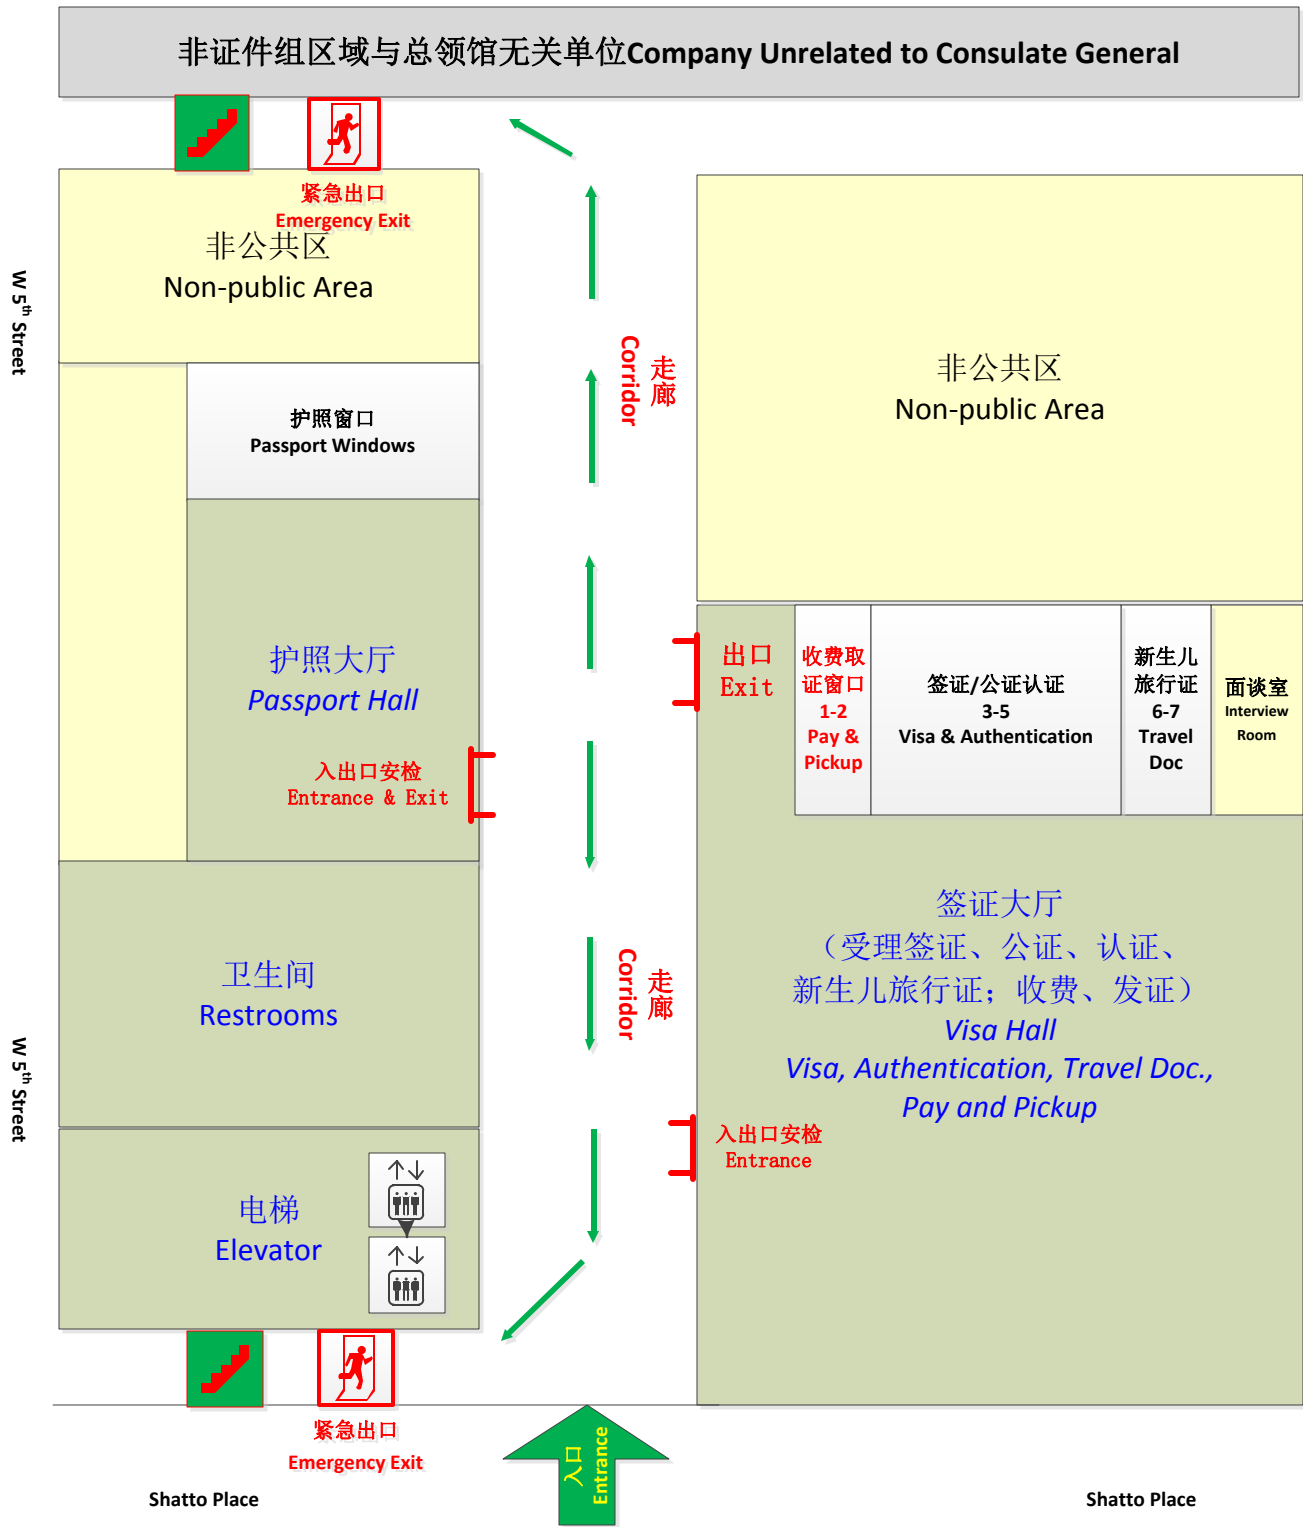 非证件组区域与总领馆无关单位Company Unrelated to Consulate General
紧急出口
Emergency Exit
非公共区
Non-public Area
W 5th Street
护照窗口
Passport Windows
走廊
Corridor
非公共区
Non-public Area
护照大厅
Passport Hall
入出口安检
Entrance & Exit
出口
Exit
收费取
证窗口
1-2
Pay &
Pickup
签证/公证认证
3-5
Visa & Authentication
新生儿
旅行证
6-7
Travel
Doc
面谈室
Interview
Room
卫生间
Restrooms
走廊
Corridor
签证大厅
（受理签证、公证、认证、
新生儿旅行证；收费、发证）
Visa Hall
Visa, Authentication, Travel Doc.,
Pay and Pickup
W 5th Street
入出口安检
Entrance
电梯
Elevator
紧急出口
Emergency Exit
入口
Entrance
Shatto Place
Shatto Place